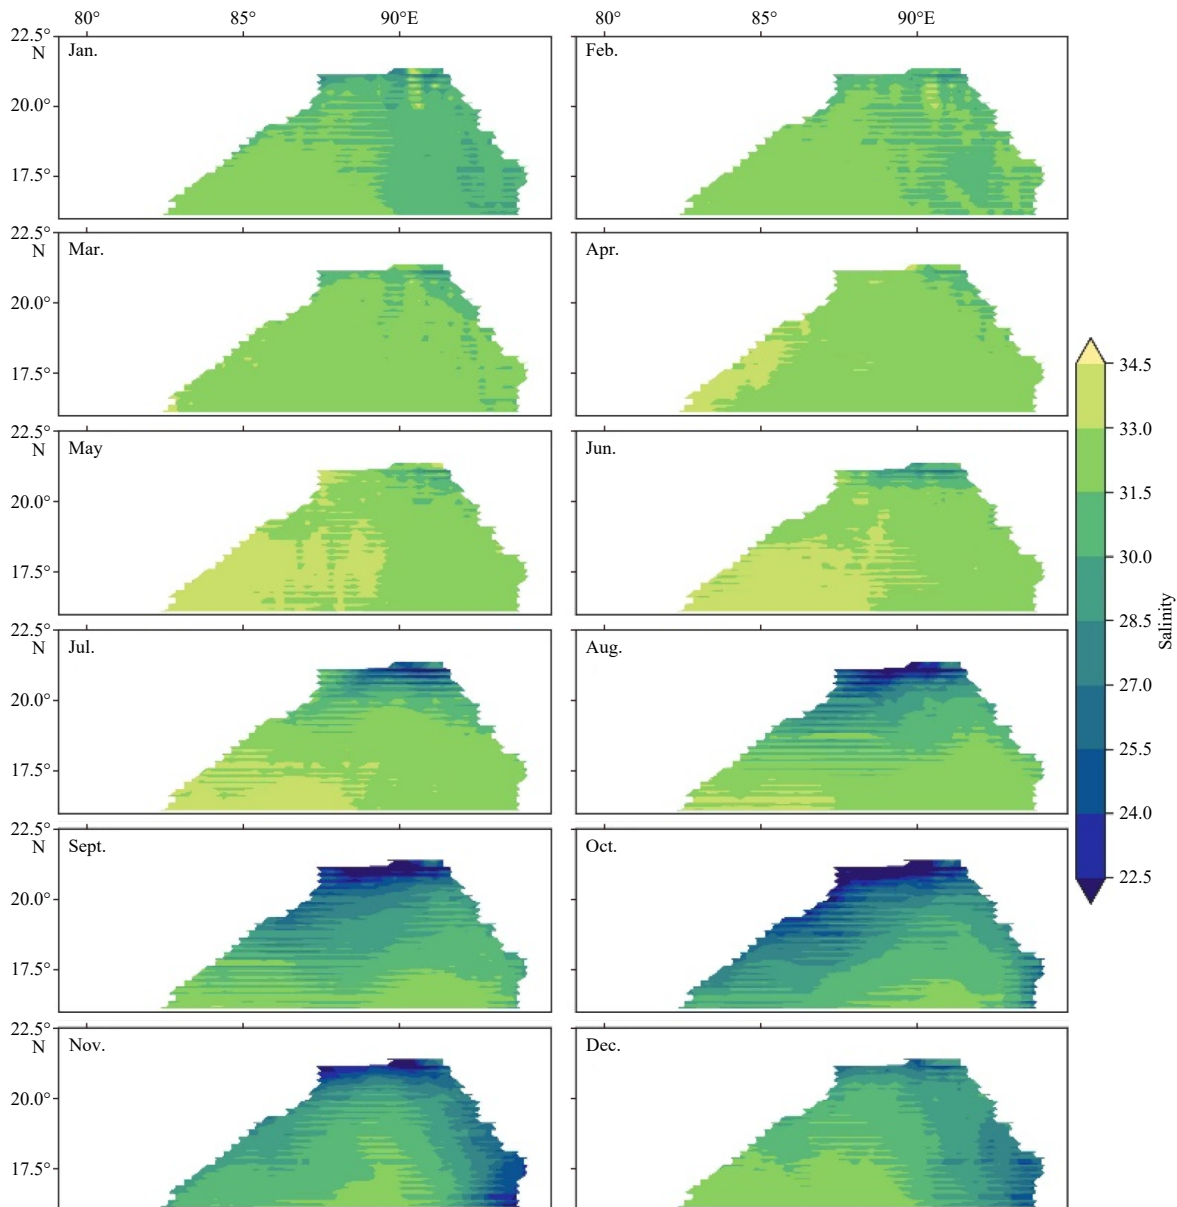 80° 85° 90°E 80° 85° 90°E
22.5°
N
Jan.
Feb.
20.0°
17.5°
22.5°
N
Mar.
Apr.
20.0°
17.5°
22.5°
N
May
Jun.
20.0°
17.5°
22.5°
N
Jul.
Aug.
20.0°
17.5°
22.5°
N
Sept.
Oct.
20.0°
17.5°
22.5°
N
Nov.
Dec.
20.0°
17.5°
34.5
33.0
31.5
30.0
28.5
27.0
25.5
24.0
22.5
Salinity